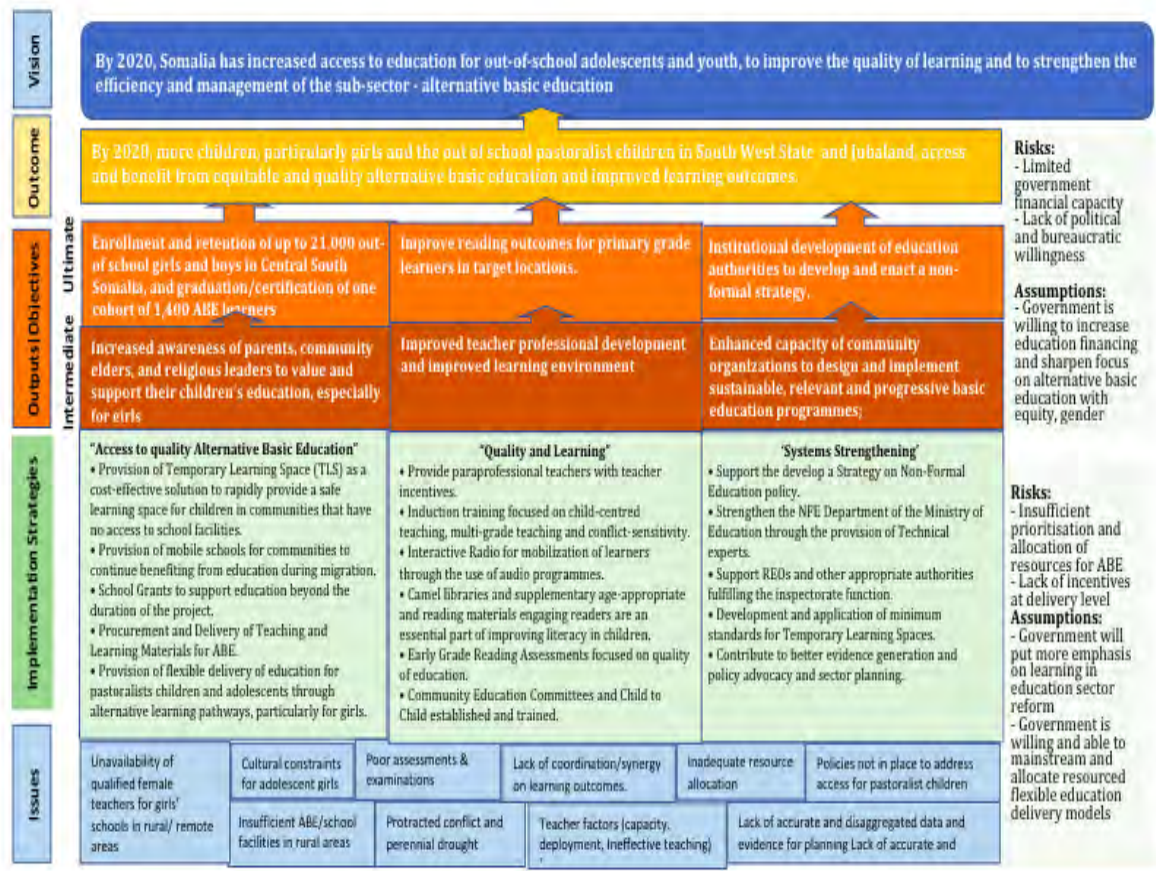 Vision
By 2020, Somalia has increased access to education for out-of-school adolescents and youth, to improve the quality of learning and to strengthen the
efficiency and management of the sub-sector - alternative basic education
Outcome
By 2020, more children, particularly girls and the out of school pastoralist children in South West State and Jubaland, access
and benefit from equitable and quality alternative basic education and improved learning outcomes.
Outputs|Objectives
Ultimate
Enrollment and retention of up to 21,000 out-
of school girls and boys in Central South
Somalia, and graduation/certification of one
cohort of 1,400 ABE learners
Improve reading outcomes for primary grade
learners in target locations.
Institutional development of education
authorities to develop and enact a non-
formal strategy.
Intermediate
Increased awareness of parents, community
elders, and religious leaders to value and
support their children's education, especially
for girls
Improved teacher professional development
and improved learning environment
Enhanced capacity of community
organizations to design and implement
sustainable, relevant and progressive basic
education programmes;
Risks:
- Limited
government
financial capacity
- Lack of political
and bureaucratic
willingness
Assumptions:
- Government is
willing to increase
education financing
and sharpen focus
on alternative basic
education with
equity, gender
Implementation Strategies
"Access to quality Alternative Basic Education"
• Provision of Temporary Learning Space (TLS) as a
cost-effective solution to rapidly provide a safe
learning space for children in communities that have
no access to school facilities.
• Provision of mobile schools for communities to
continue benefiting from education during migration.
• School Grants to support education beyond the
duration of the project.
• Procurement and Delivery of Teaching and
Learning Materials for ABE.
• Provision of flexible delivery of education for
pastoralists children and adolescents through
alternative learning pathways, particularly for girls.
"Quality and Learning"
• Provide paraprofessional teachers with teacher
incentives.
• Induction training focused on child-centred
teaching, multi-grade teaching and conflict-sensitivity.
• Interactive Radio for mobilization of learners
through the use of audio programmes.
• Camel libraries and supplementary age-appropriate
and reading materials engaging readers are an
essential part of improving literacy in children.
• Early Grade Reading Assessments focused on quality
of education.
• Community Education Committees and Child to
Child established and trained.
'Systems Strengthening'
• Support the develop a Strategy on Non-Formal
Education policy.
• Strengthen the NFE Department of the Ministry of
Education through the provision of Technical
experts.
• Support REOs and other appropriate authorities
fulfilling the inspectorate function.
• Development and application of minimum
standards for Temporary Learning Spaces.
• Contribute to better evidence generation and
policy advocacy and sector planning.
Risks:
- Insufficient
prioritisation and
allocation of
resources for ABE
- Lack of incentives
at delivery level
Assumptions:
- Government will
put more emphasis
on learning in
education sector
reform
- Government is
willing and able to
mainstream and
allocate resourced
flexible education
delivery models
Issues
Unavailability of
qualified female
teachers for girls'
schools in rural/ remote
areas
Cultural constraints
for adolescent girls
Poor assessments &
examinations
Lack of coordination/synergy
on learning outcomes.
Inadequate resource
allocation
Policies not in place to address
access for pastoralist children
Insufficient ABE/school
facilities in rural areas
Protracted conflict and
perennial drought
Teacher factors (capacity,
deployment, Ineffective teaching)
Lack of accurate and disaggregated data and
evidence for planning Lack of accurate and